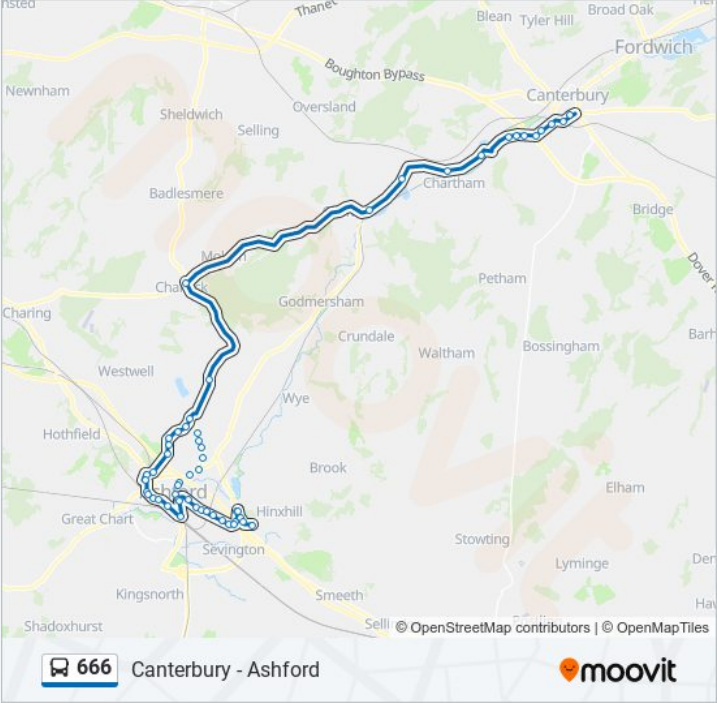 Thanet
Blean
Tyler Hill
Broad Oak
Fordwich
Boughton Bypass
Newnham
Canterbury
Sheldwich
Oversland
Selling
Chartham
Badlesmere
Bridge
Dover
Petham
Godmersham
Charing
Crundale
Waltham
Bossingham
Westwell
Wye
Hothfield
Brook
Elham
Great Chart
Hinxhill
Stowting
Sevington
Lyminge
Kingsnorth
Smeeth
Shadoxhurst
Selli
© OpenStreetMap contributors | © OpenMapTiles
666 Canterbury - Ashford
moovit